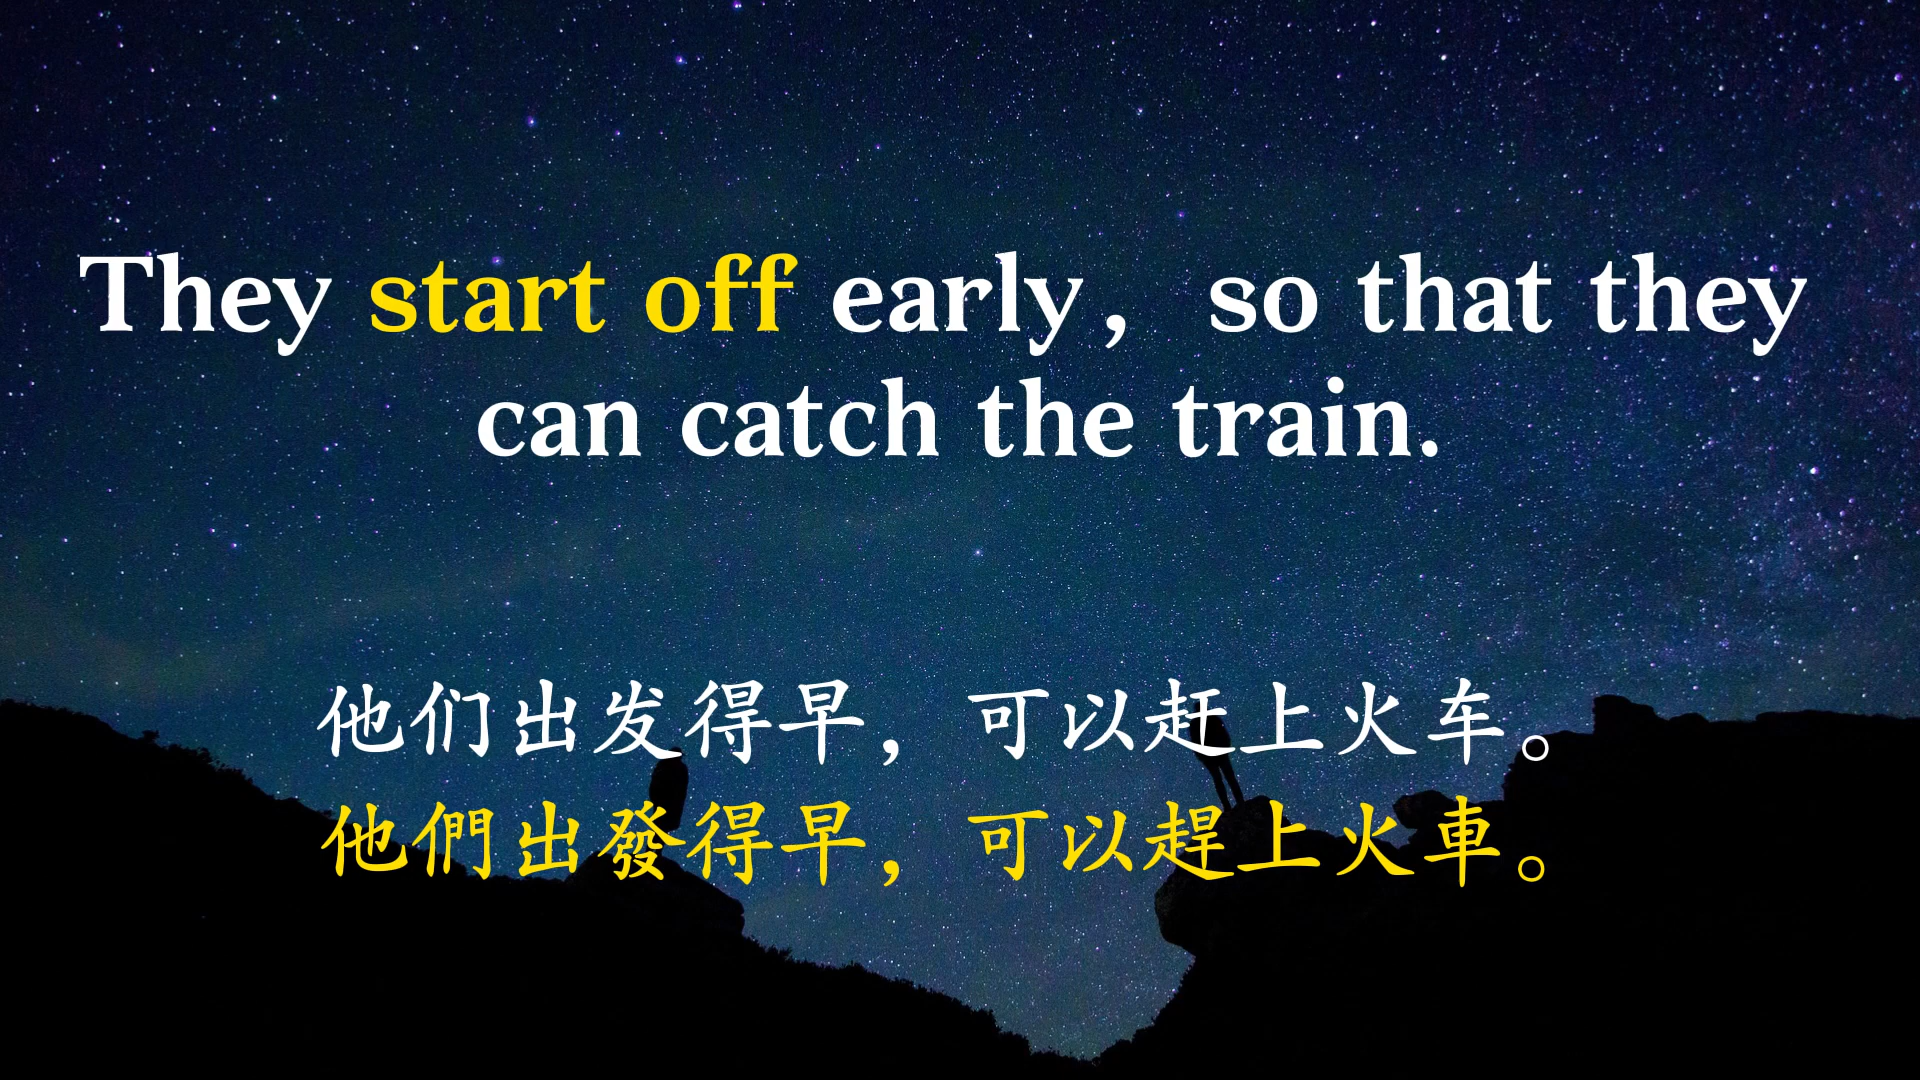 They start off early，so that they
can catch the train.
他们出发得早，可以赶上火车。
他們出發得早，可以趕上火車。